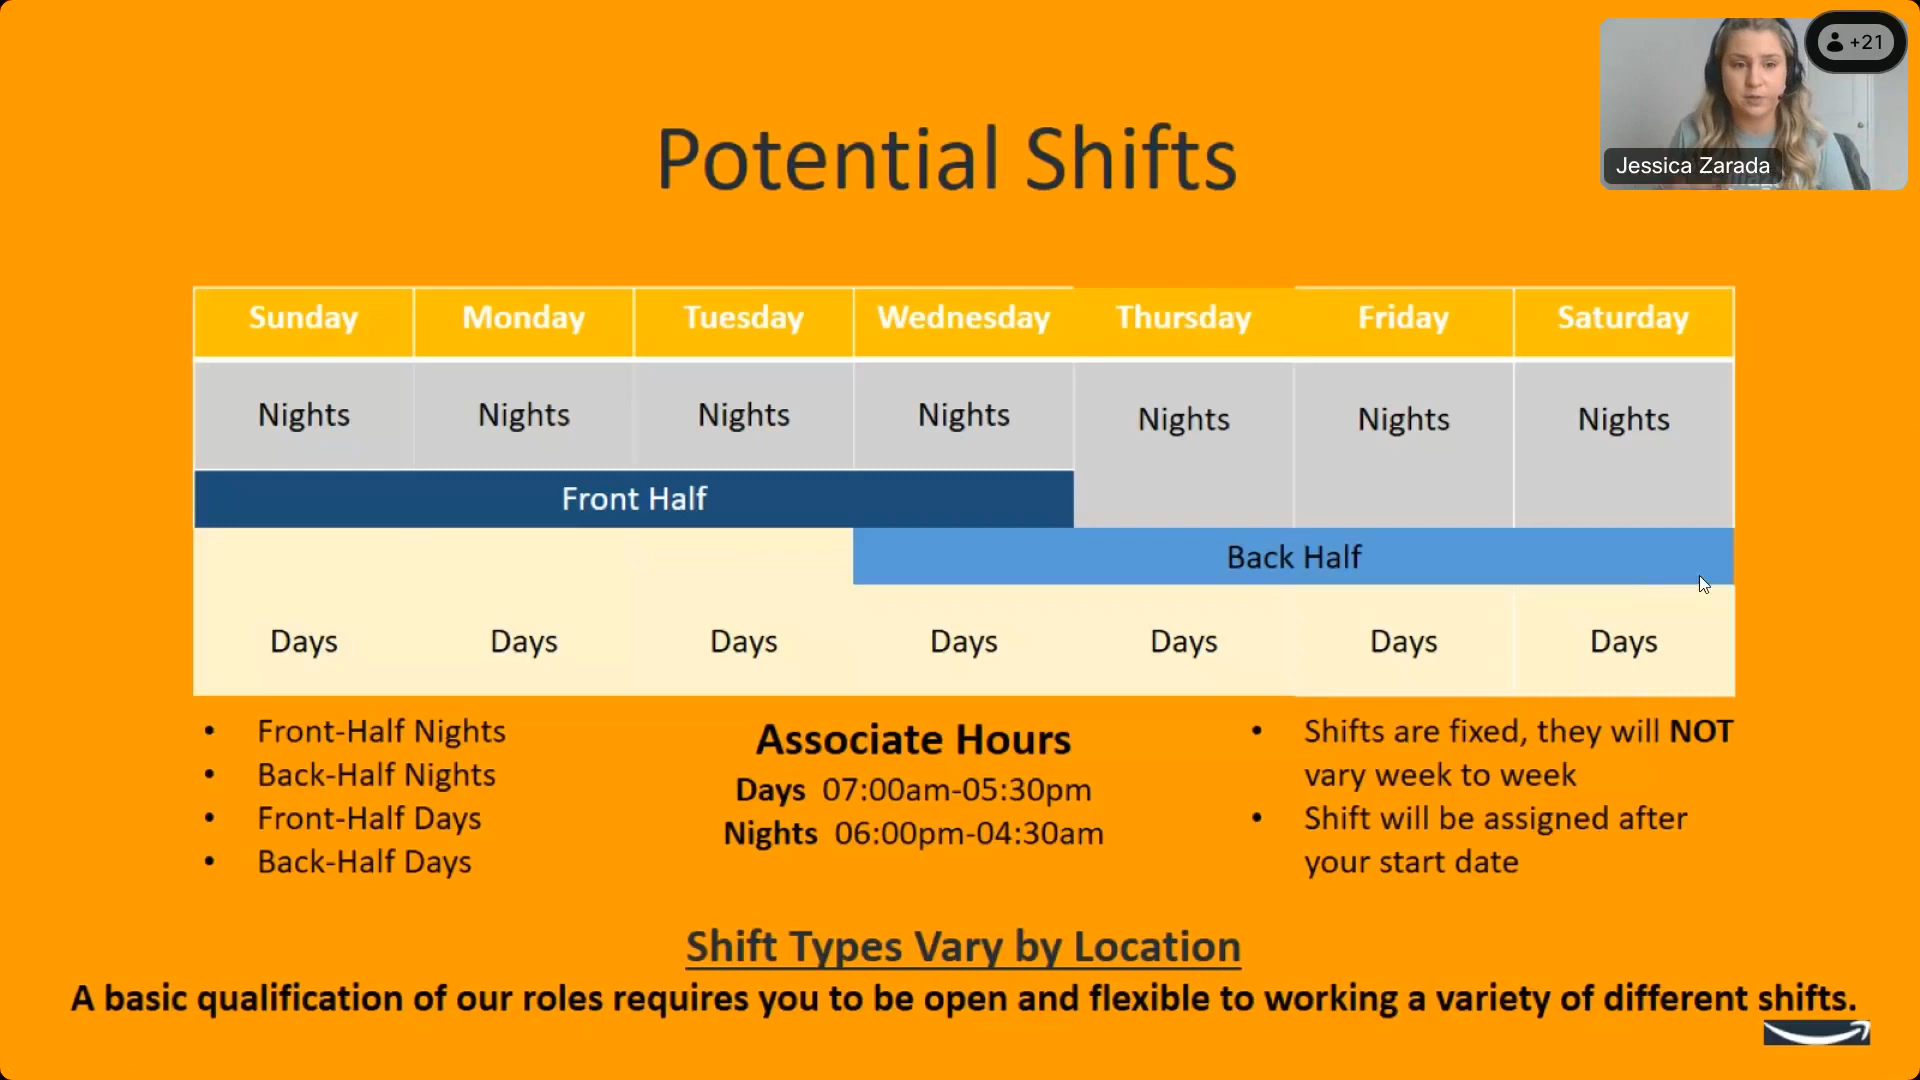 +21
Jessica Zarada
Potential Shifts
Sunday Monday Tuesday Wednesday Thursday Friday Saturday
Nights Nights Nights Nights Nights Nights Nights
Front Half
Back Half
Days Days Days Days Days Days Days
• Front-Half Nights
• Back-Half Nights
• Front-Half Days
• Back-Half Days
Associate Hours
Days 07:00am-05:30pm
Nights 06:00pm-04:30am
• Shifts are fixed, they will NOT
vary week to week
• Shift will be assigned after
your start date
Shift Types Vary by Location
A basic qualification of our roles requires you to be open and flexible to working a variety of different shifts.